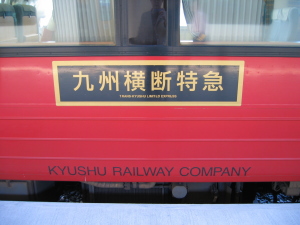 九州横断特急
TRANS-KYUSHU LIMITED EXPRESS
KYUSHU RAILWAY COMPANY